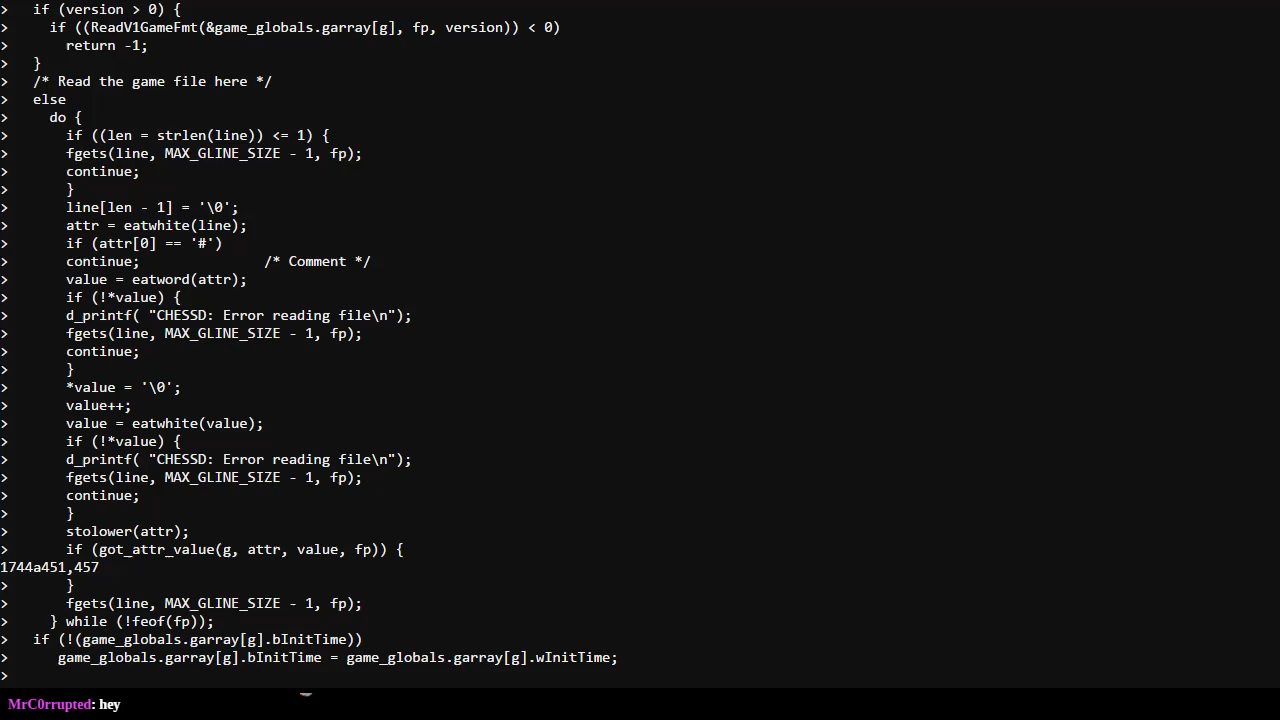 >   if (version > 0) {
>     if ((ReadV1GameFmt(&game_globals.garray[g], fp, version)) < 0)
>       return -1;
>   }
>   /* Read the game file here */
>   else
>     do {
>       if ((len = strlen(line)) <= 1) {
>       fgets(line, MAX_GLINE_SIZE - 1, fp);
>       continue;
>       }
>       line[len - 1] = '\0';
>       attr = eatwhite(line);
>       if (attr[0] == '#')
>       continue;               /* Comment */
>       value = eatword(attr);
>       if (!*value) {
>       d_printf( "CHESSD: Error reading file\n");
>       fgets(line, MAX_GLINE_SIZE - 1, fp);
>       continue;
>       }
>       *value = '\0';
>       value++;
>       value = eatwhite(value);
>       if (!*value) {
>       d_printf( "CHESSD: Error reading file\n");
>       fgets(line, MAX_GLINE_SIZE - 1, fp);
>       continue;
>       }
>       stolower(attr);
>       if (got_attr_value(g, attr, value, fp)) {
1744a451,457
>       }
>       fgets(line, MAX_GLINE_SIZE - 1, fp);
>     } while (!feof(fp));
>   if (!(game_globals.garray[g].bInitTime))
>      game_globals.garray[g].bInitTime = game_globals.garray[g].wInitTime;
>
MrC0rrupted: hey